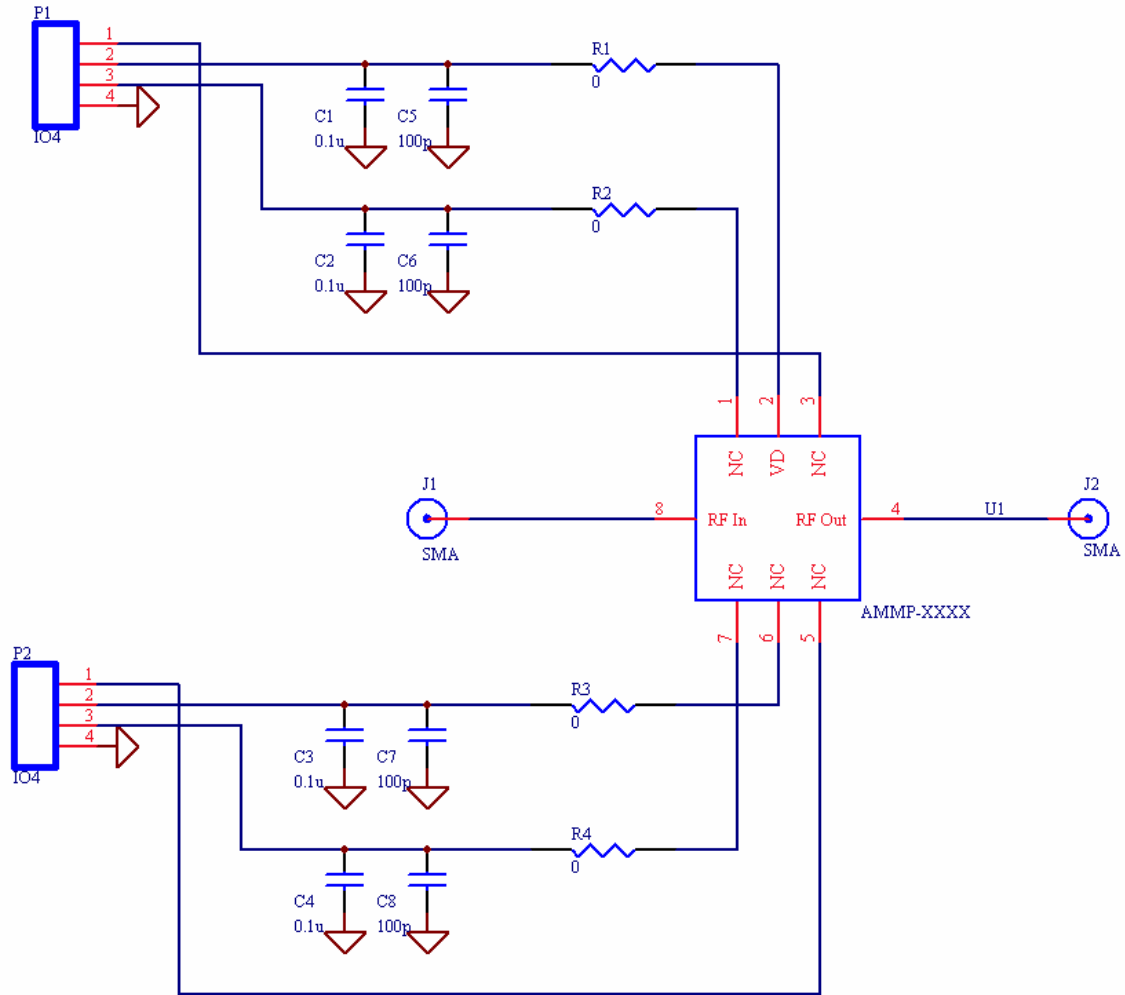 P1
1
2
3
4
IO4
R1
0
C1
0.1u
C5
100p
R2
0
C2
0.1u
C6
100p
1
2
3
NC
VD
NC
J1
SMA
8
RF In
RF Out
4
U1
J2
SMA
NC
NC
NC
AMMP-XXXX
7
6
5
P2
1
2
3
4
IO4
R3
0
C3
0.1u
C7
100p
R4
0
C4
0.1u
C8
100p